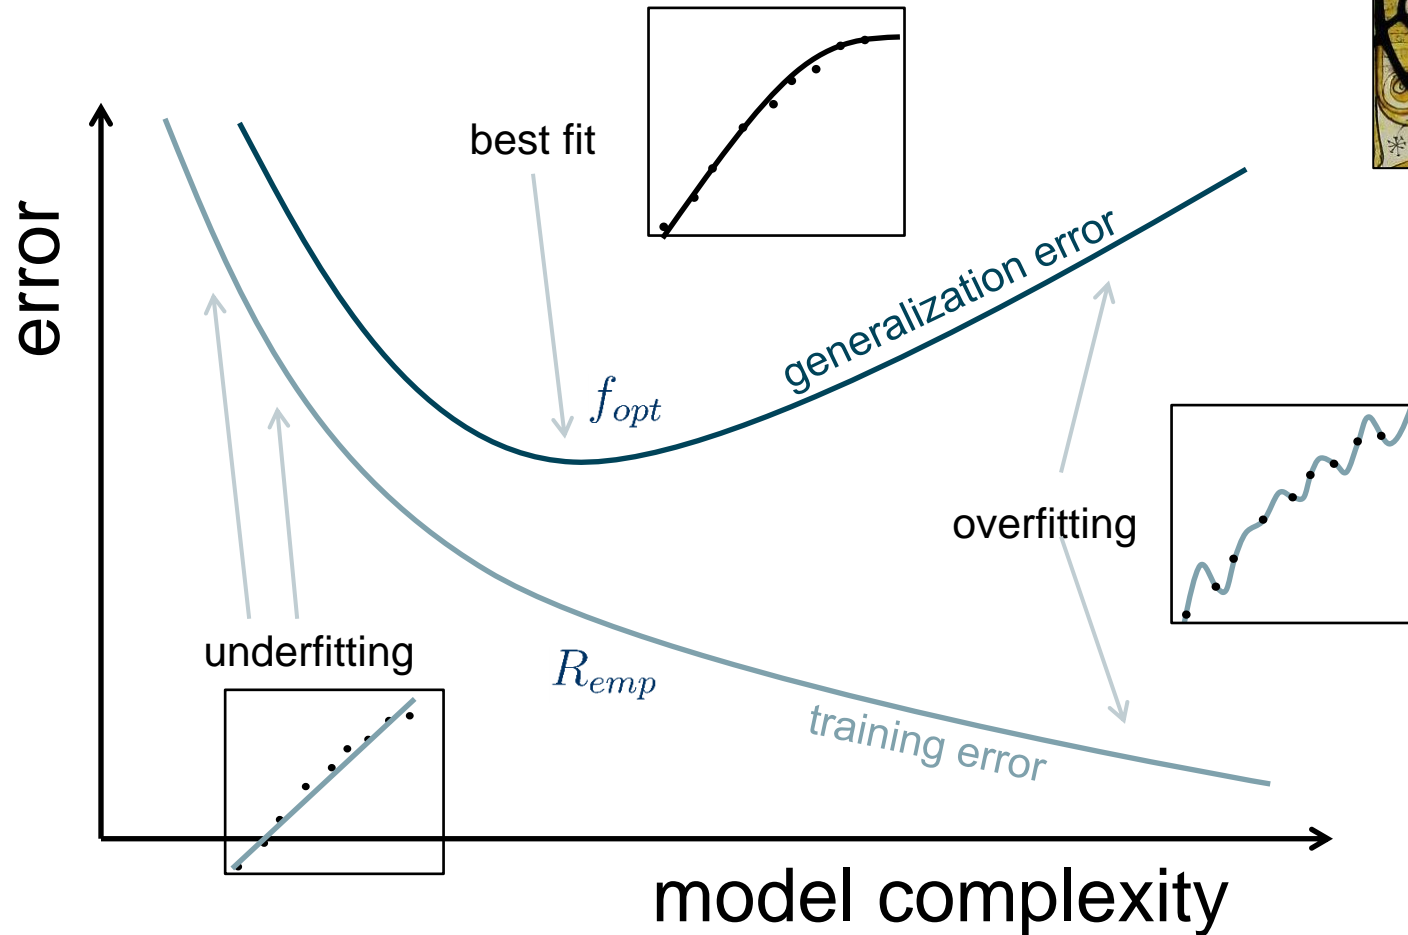 best fit
error
generalization error
f_opt
overfitting
underfitting
R_emp
training error
model complexity